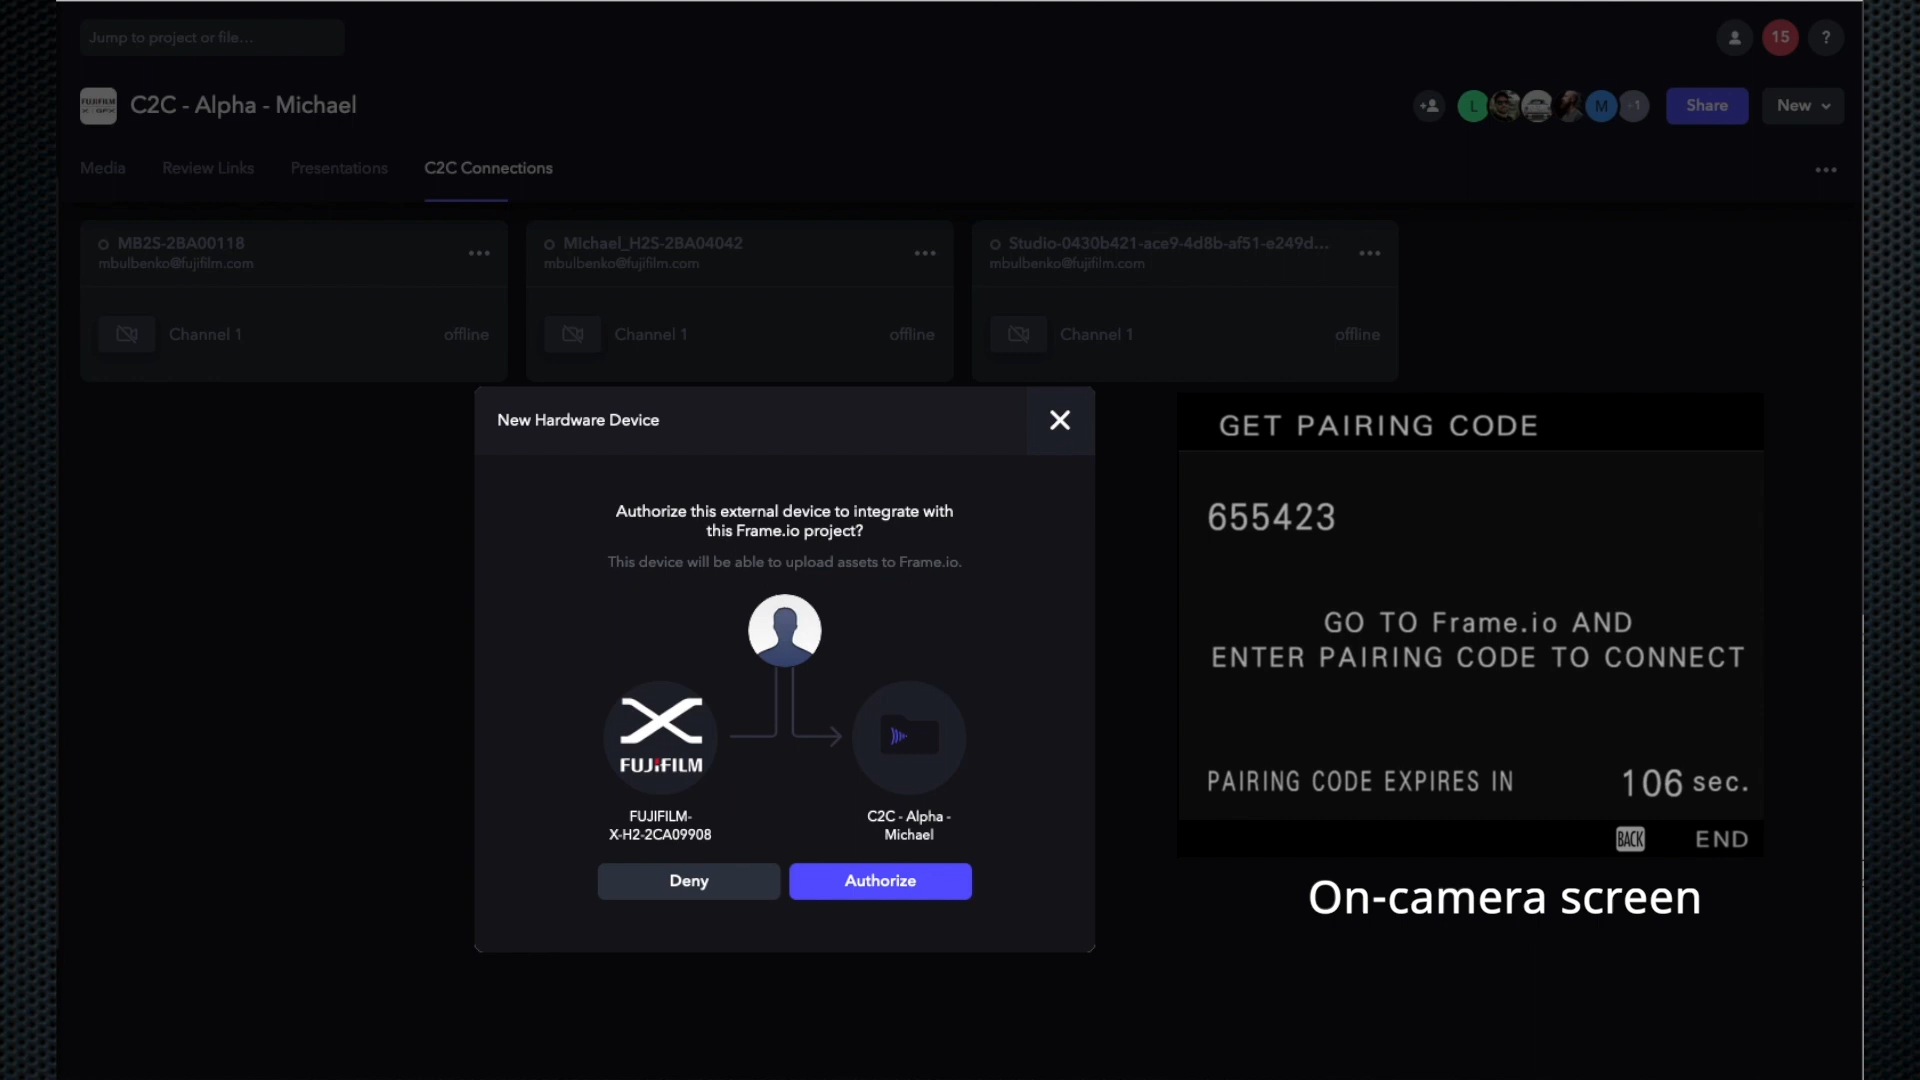 Jump to project or file...
15
?
FUJIFILM
C2C - Alpha - Michael
L
M
+1
Share
New
Media
Review Links
Presentations
C2C Connections
MB2S-2BA00118
mbulbenko@fujifilm.com
Channel 1
offline
Michael_H2S-2BA04042
mbulbenko@fujifilm.com
Channel 1
offline
Studio-0430b421-ace9-4d8b-af51-e249d...
mbulbenko@fujifilm.com
Channel 1
offline
New Hardware Device
Authorize this external device to integrate with
this Frame.io project?
This device will be able to upload assets to Frame.io.
FUJIFILM
FUJIFILM-
X-H2-2CA09908
C2C - Alpha -
Michael
Deny
Authorize
GET PAIRING CODE
655423
GO TO Frame.io AND
ENTER PAIRING CODE TO CONNECT
PAIRING CODE EXPIRES IN 106 sec.
BACK END
On-camera screen